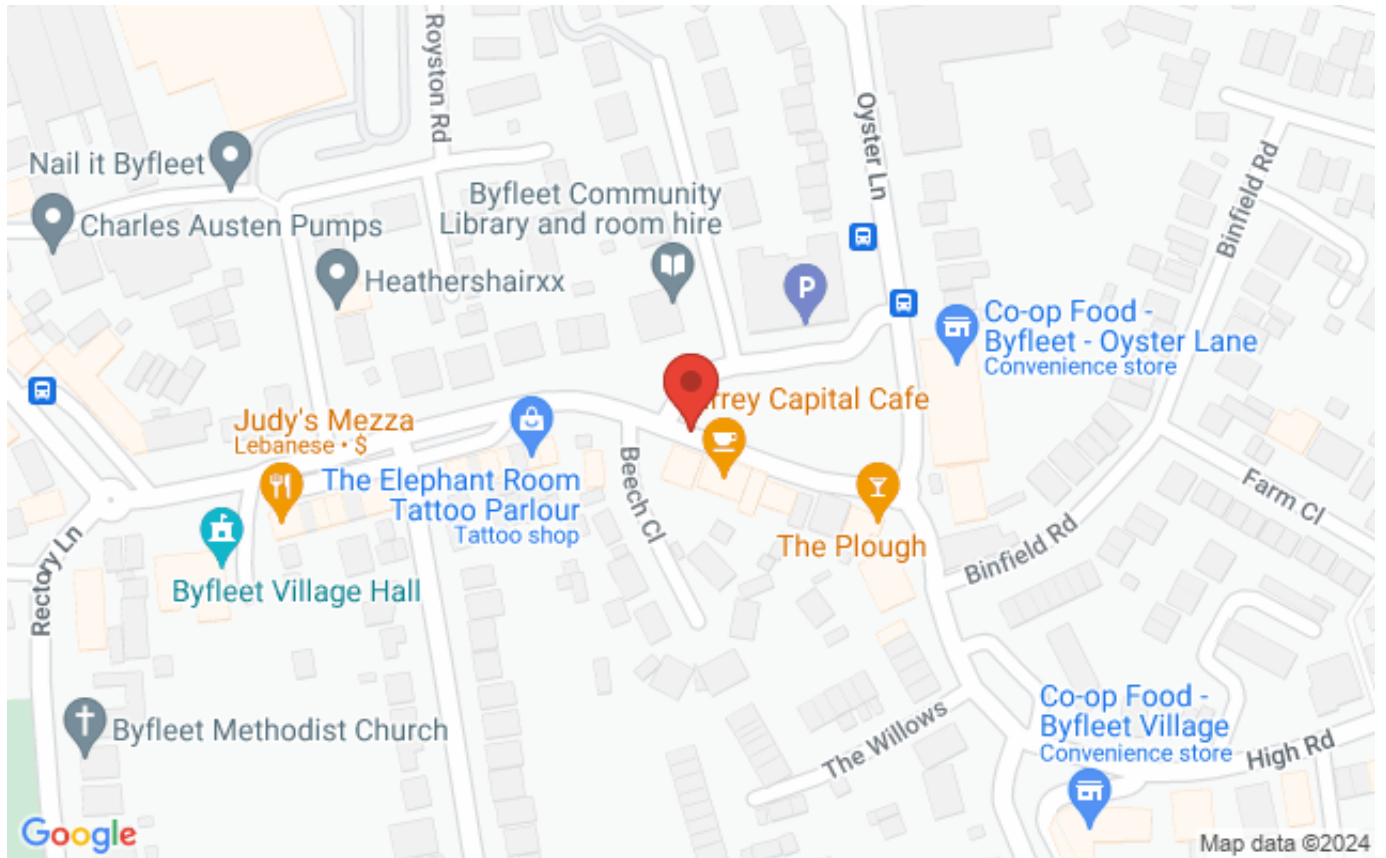 Royston Rd
Oyster Ln
Binfield Rd
Nail it Byfleet
Charles Austen Pumps
Byfleet Community
Library and room hire
Heathershairxx
P
Co-op Food -
Byfleet - Oyster Lane
Convenience store
Capital Cafe
Judy's Mezza
Lebanese • $
The Elephant Room
Tattoo Parlour
Tattoo shop
Beech Cl
Farm Cl
The Plough
Binfield Rd
Rectory Ln
Byfleet Village Hall
Byfleet Methodist Church
The Willows
Co-op Food -
Byfleet Village
Convenience store
High Rd
Google
Map data ©2024